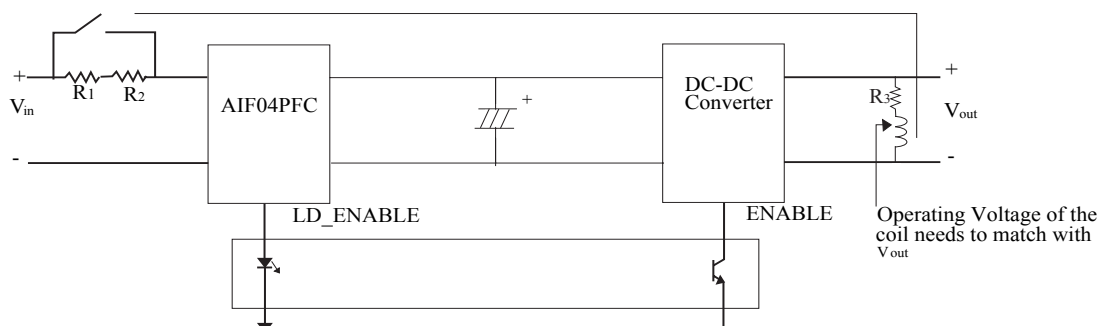 +
R1
R2
Vin
-
AIF04PFC
LD_ENABLE
+
DC-DC
Converter
ENABLE
+
R3
Vout
-
Operating Voltage of the
coil needs to match with
Vout